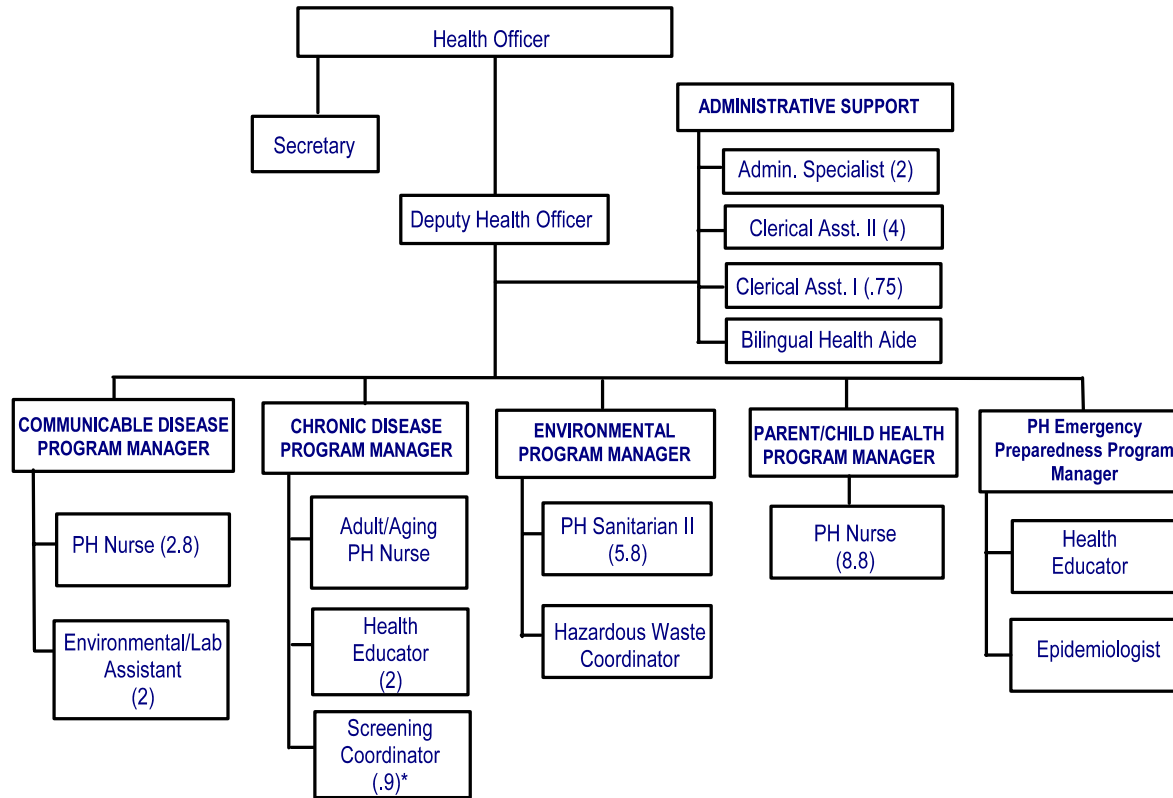 Health Officer
Secretary
ADMINISTRATIVE SUPPORT
Admin. Specialist (2)
Clerical Asst. II (4)
Clerical Asst. I (.75)
Bilingual Health Aide
Deputy Health Officer
COMMUNICABLE DISEASE
PROGRAM MANAGER
PH Nurse (2.8)
Environmental/Lab
Assistant
(2)
CHRONIC DISEASE
PROGRAM MANAGER
Adult/Aging
PH Nurse
Health
Educator
(2)
Screening
Coordinator
(.9)*
ENVIRONMENTAL
PROGRAM MANAGER
PH Sanitarian II
(5.8)
Hazardous Waste
Coordinator
PARENT/CHILD HEALTH
PROGRAM MANAGER
PH Nurse
(8.8)
PH Emergency
Preparedness Program
Manager
Health
Educator
Epidemiologist